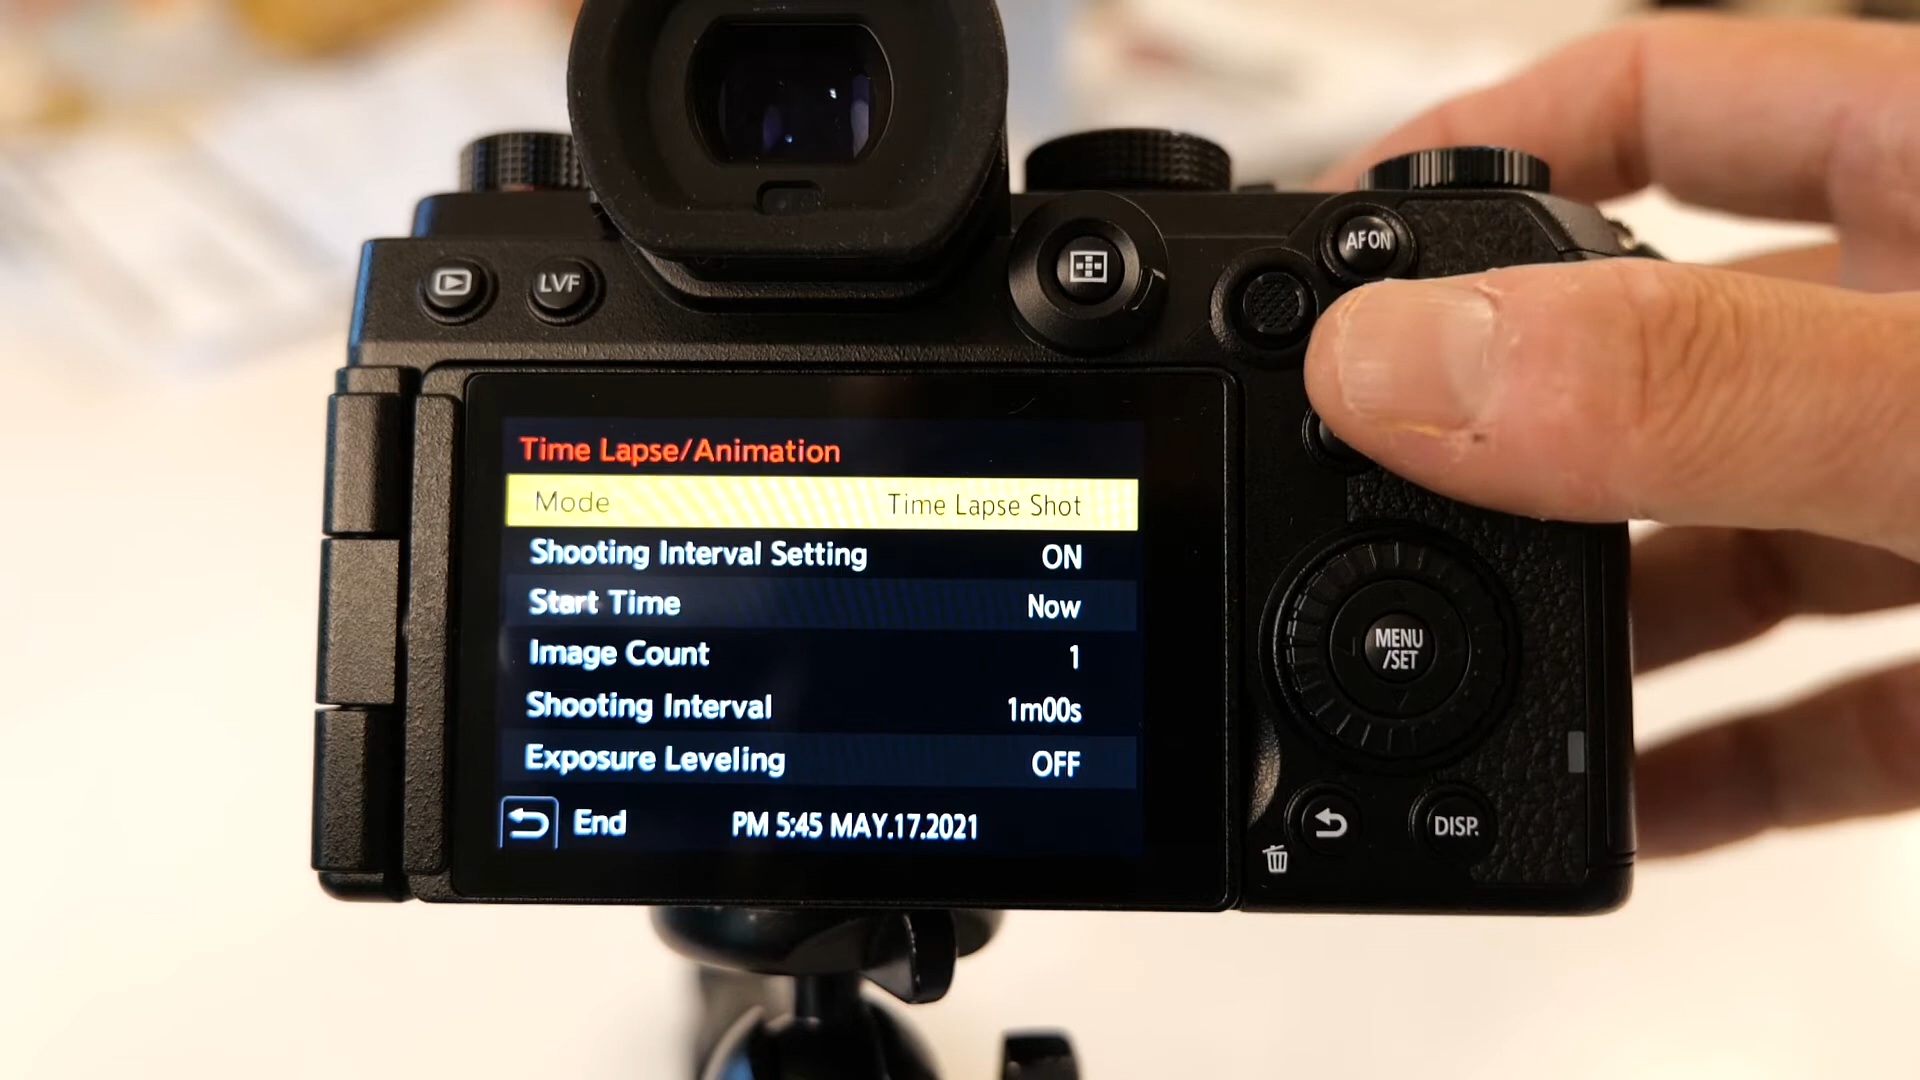 AF ON
LVF
Time Lapse/Animation
Mode Time Lapse Shot
Shooting Interval Setting ON
Start Time Now
Image Count 1
Shooting Interval 1m00s
Exposure Leveling OFF
End PM 5:45 MAY.17.2021
MENU
/SET
DISP.